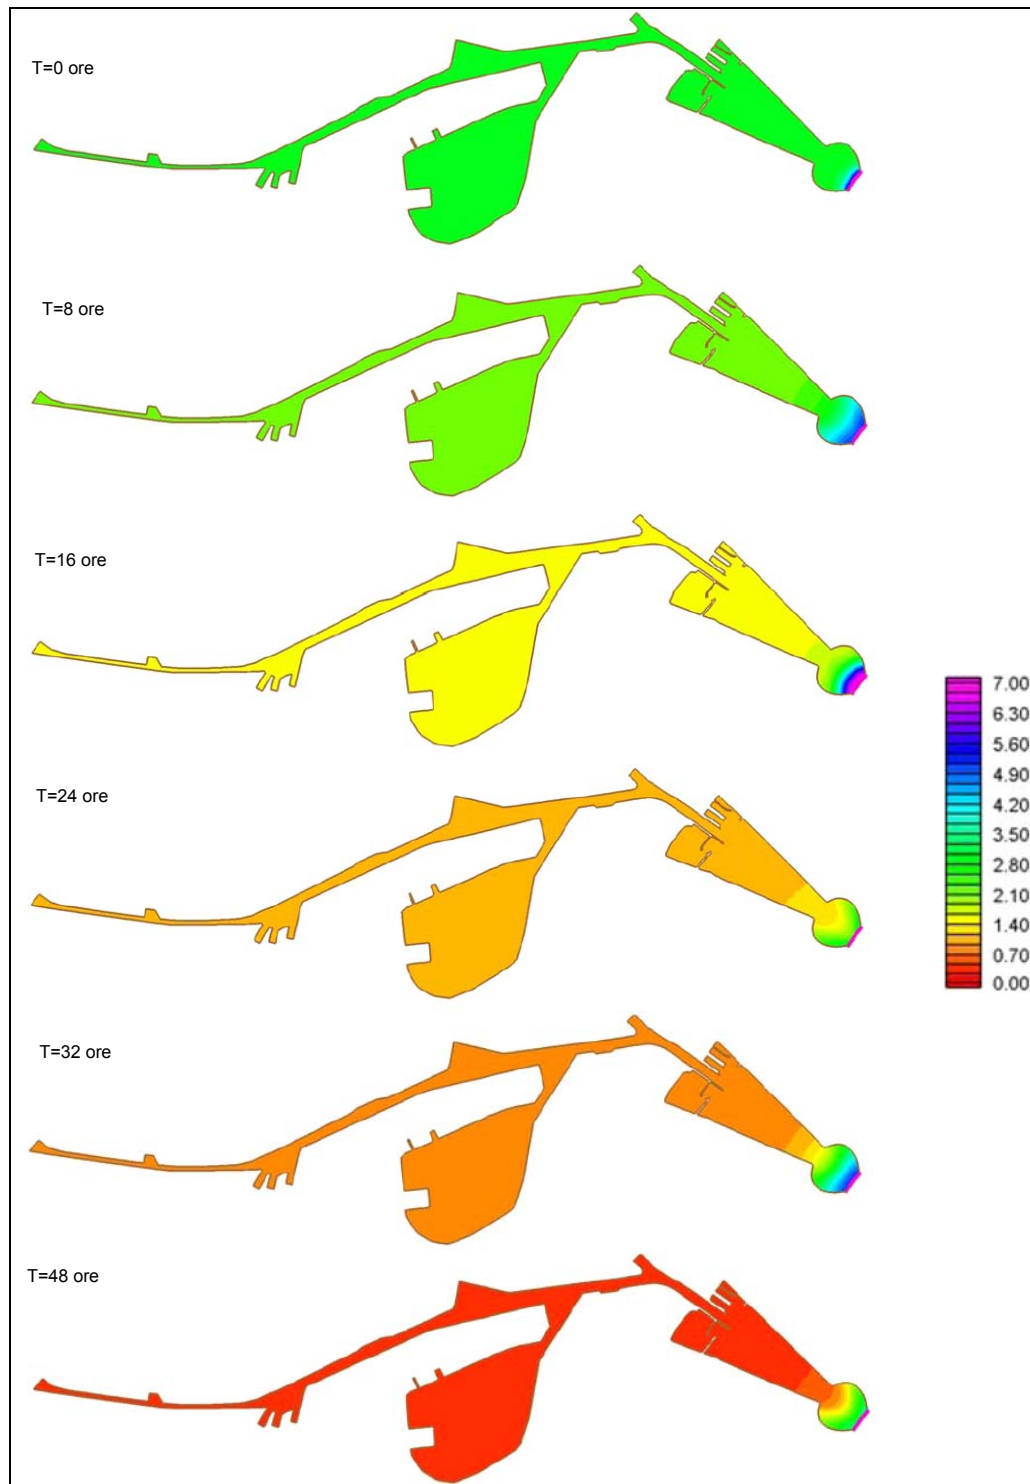 T=0 ore
T=8 ore
T=16 ore
7.00
6.30
5.60
4.90
4.20
3.50
2.80
2.10
1.40
0.70
0.00
T=24 ore
T=32 ore
T=48 ore